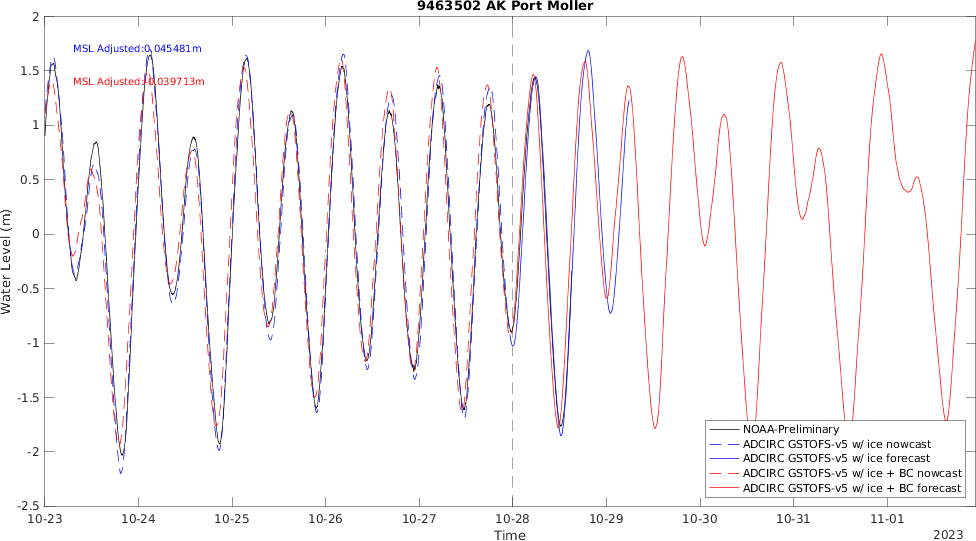 9463502 AK Port Moller
MSL Adjusted:0.045481m
MSL Adjusted:-0.039713m
Water Level (m)
2
1.5
1
0.5
0
-0.5
-1
-1.5
-2
-2.5
NOAA-Preliminary
ADCIRC GSTOFS-v5 w/ ice nowcast
ADCIRC GSTOFS-v5 w/ ice forecast
ADCIRC GSTOFS-v5 w/ ice + BC nowcast
ADCIRC GSTOFS-v5 w/ ice + BC forecast
10-23 10-24 10-25 10-26 10-27 10-28 10-29 10-30 10-31 11-01
Time
2023